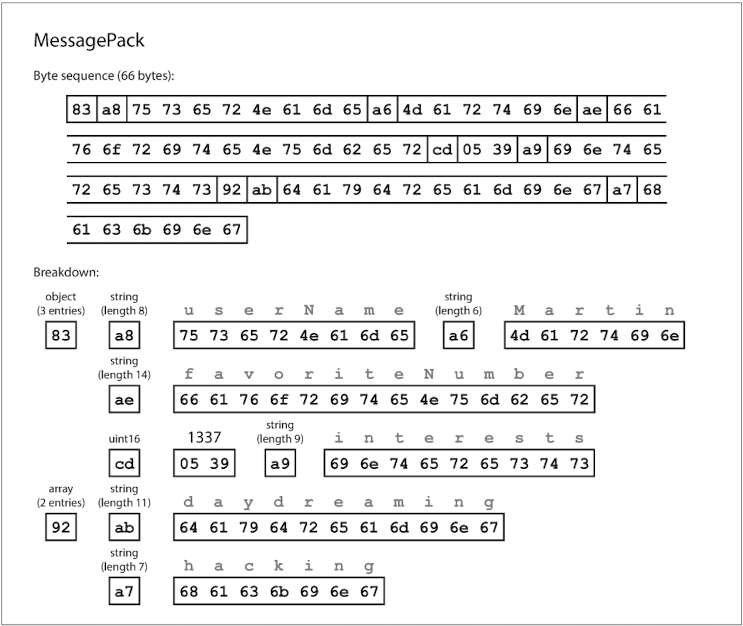 MessagePack
Byte sequence (66 bytes):
83 a8 75 73 65 72 4e 61 6d 65 a6 4d 61 72 74 69 6e ae 66 61
76 6f 72 69 74 65 4e 75 6d 62 65 72 cd 05 39 a9 69 6e 74 65
72 65 73 74 73 92 ab 64 61 79 64 72 65 61 6d 69 6e 67 a7 68
61 63 6b 69 6e 67
Breakdown:
object string string
(3 entries) (length 8) u s e r N a m e (length 6) M a r t i n
83 a8 75 73 65 72 4e 61 6d 65 a6 4d 61 72 74 69 6e
string
(length 14) f a v o r i t e N u m b e r
ae 66 61 76 6f 72 69 74 65 4e 75 6d 62 65 72
string
uint16 1337 (length 9) i n t e r e s t s
cd 05 39 a9 69 6e 74 65 72 65 73 74 73
array string
(2 entries) (length 11) d a y d r e a m i n g
92 ab 64 61 79 64 72 65 61 6d 69 6e 67
string
(length 7) h a c k i n g
a7 68 61 63 6b 69 6e 67